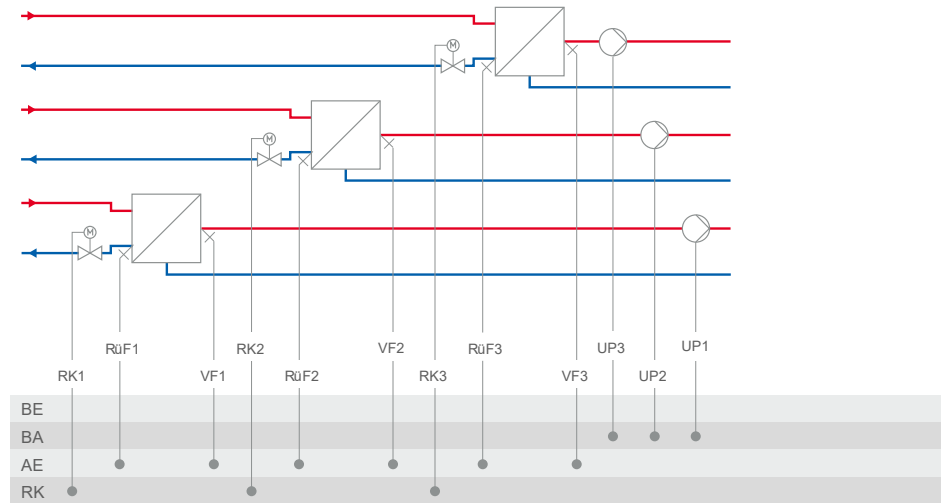 M
M
M
RüF1 RK2 VF2 RüF3 UP3 UP1
RK1 VF1 RüF2 RK3 VF3 UP2
BE
BA
AE
RK